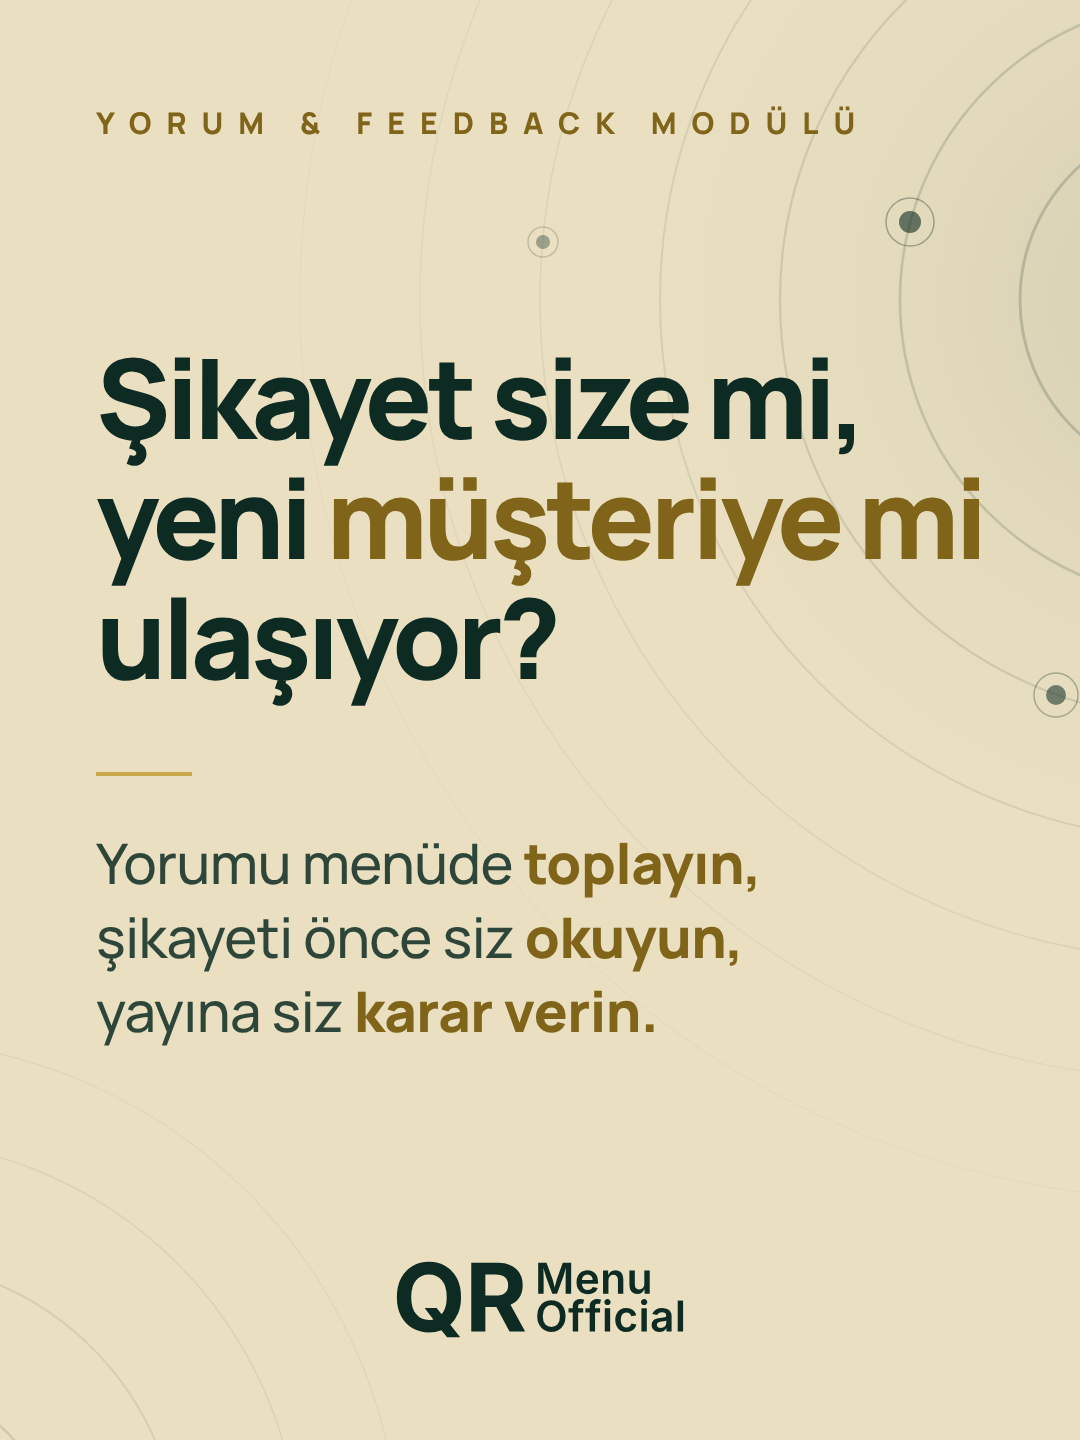 YORUM & FEEDBACK MODÜLÜ
Şikayet size mi,
yeni müşteriye mi
ulaşıyor?
Yorumu menüde toplayın,
şikayeti önce siz okuyun,
yayına siz karar verin.
QR Menu
Official